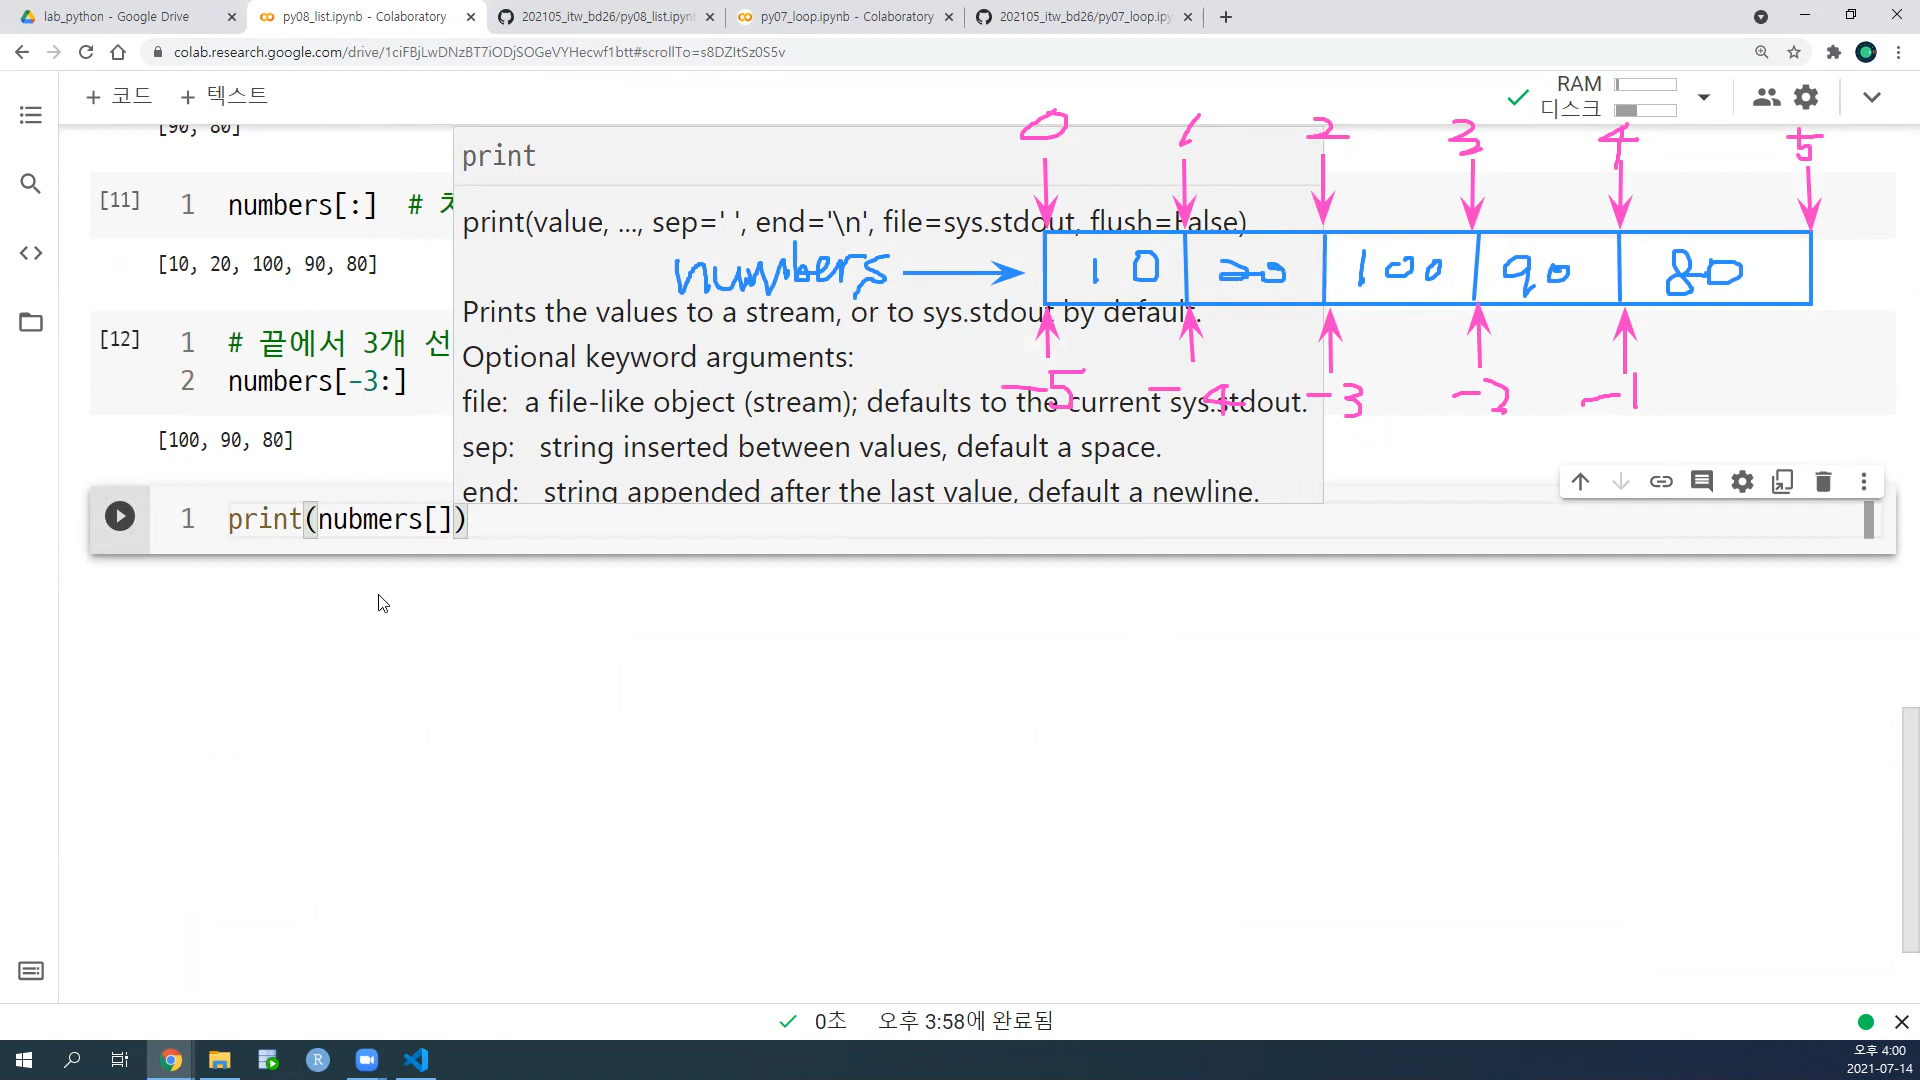 lab_python - Google Drive
py08_list.ipynb - Colaboratory
202105_itw_bd26/py08_list.ipynb
py07_loop.ipynb - Colaboratory
202105_itw_bd26/py07_loop.ipy
colab.research.google.com/drive/1ciFBjLwDNzBT7iODjSOGeVYHecwf1btt#scrollTo=s8DZItSz0S5v
+ 코드 + 텍스트
RAM
디스크
[90, 80]
0 1 2 3 4 5
print
[11] 1 numbers[:] #
print(value, ..., sep=' ', end='\n', file=sys.stdout, flush=False)
[10, 20, 100, 90, 80]
numbers 10 20 100 90 80
Prints the values to a stream, or to sys.stdout by default.
[12] 1 # 끝에서 3개 선
Optional keyword arguments:
2 numbers[-3:]
-5 -4 -3 -2 -1
file: a file-like object (stream); defaults to the current sys.stdout.
[100, 90, 80]
sep: string inserted between values, default a space.
end: string appended after the last value, default a newline.
1 print(nubmers[])
0초 오후 3:58에 완료됨
오후 4:00
2021-07-14